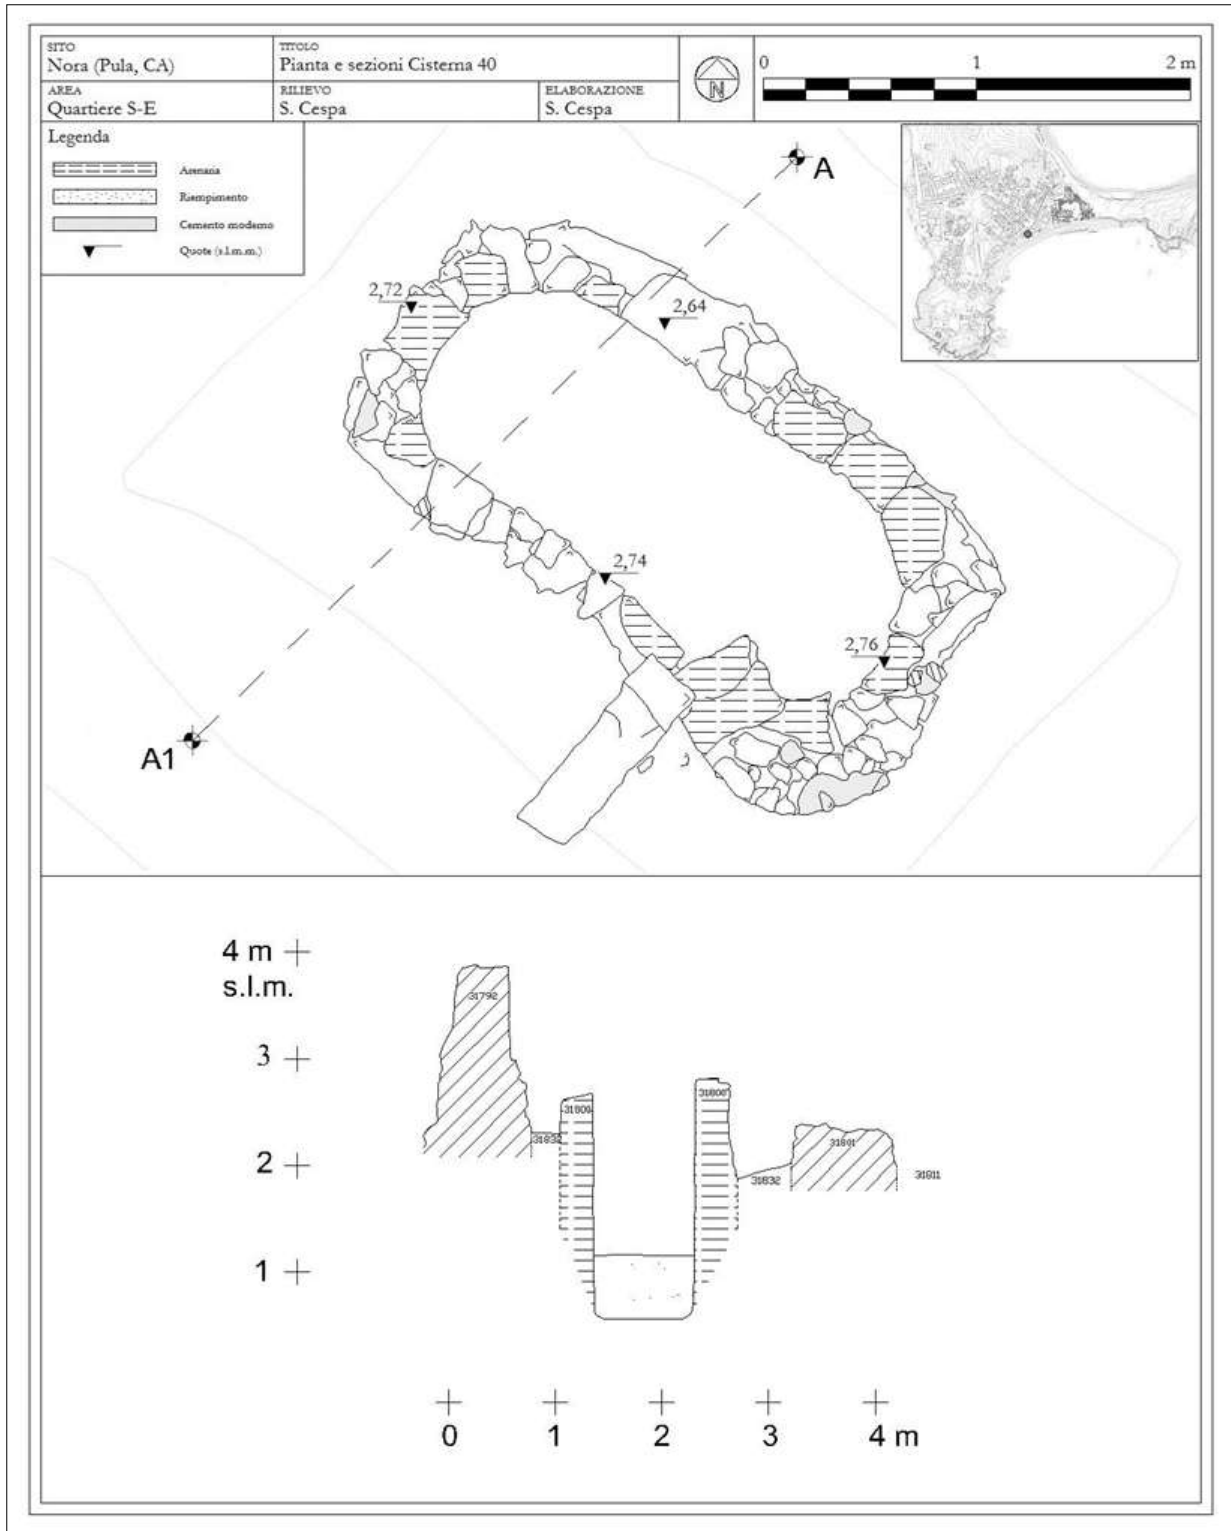 SITO
Nora (Pula, CA)
TITOLO
Pianta e sezioni Cisterna 40
AREA
Quartiere S-E
RILIEVO
S. Cespa
ELABORAZIONE
S. Cespa
N
0 1 2 m
Legenda
Arenaria
Riempimento
Cemento moderno
Quote (s.l.m.m.)
A
2,72
2,64
2,74
2,76
A1
4 m
s.l.m.
31792
3
31800
31800
31832
31801
2
31832
31811
1
0 1 2 3 4 m